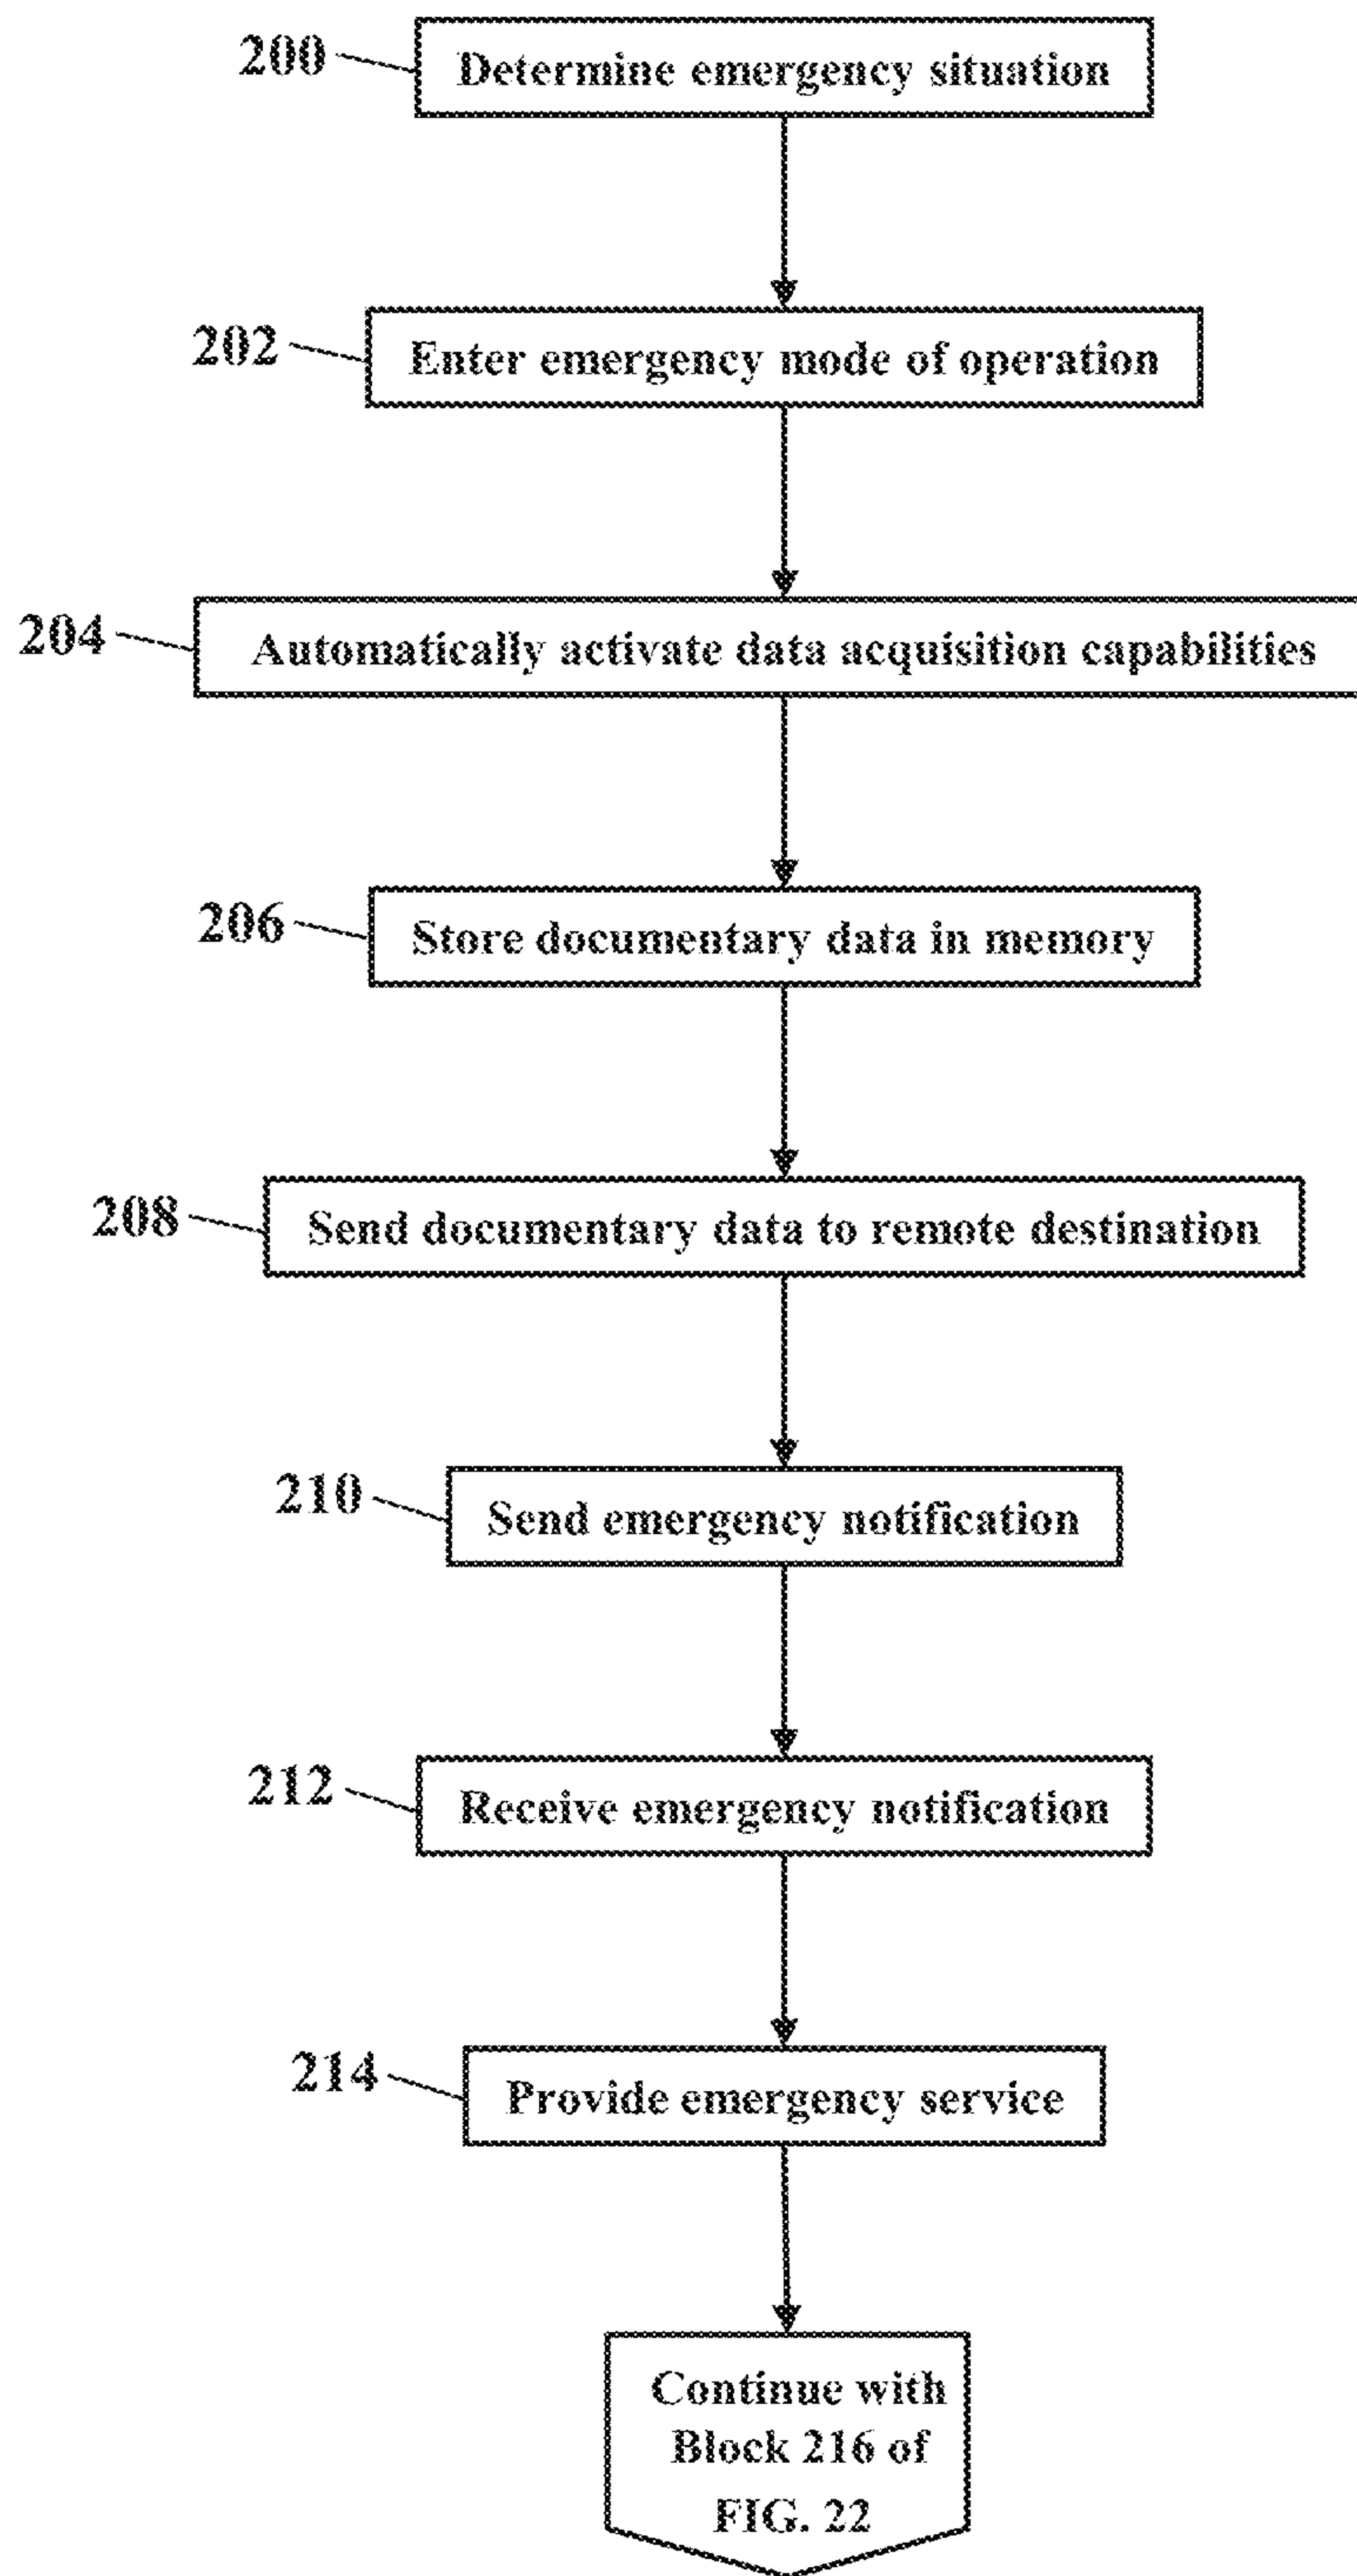 200
Determine emergency situation
202
Enter emergency mode of operation
204
Automatically activate data acquisition capabilities
206
Store documentary data in memory
208
Send documentary data to remote destination
210
Send emergency notification
212
Receive emergency notification
214
Provide emergency service
Continue with
Block 216 of
FIG. 22